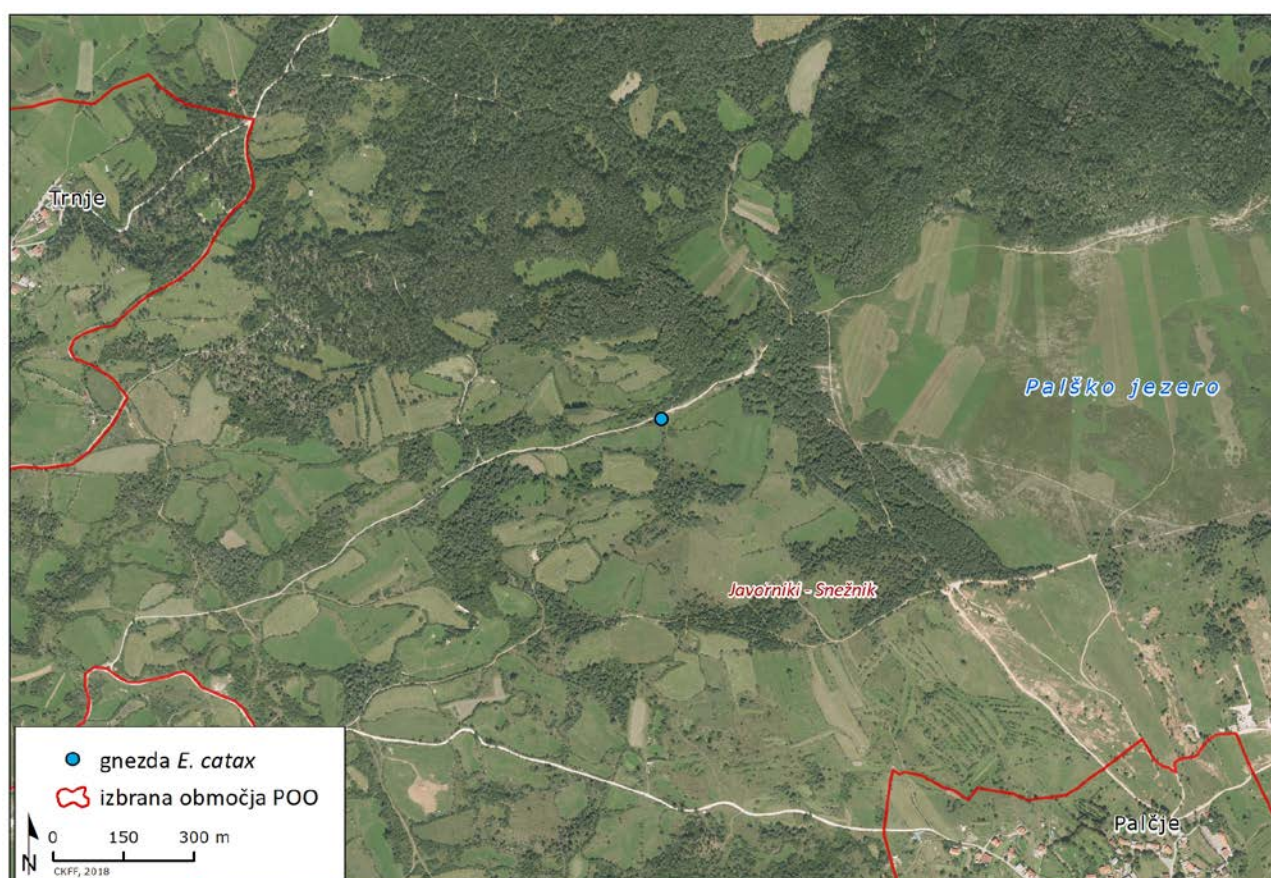 Trnje
Palško jezero
Javorniki - Snežnik
Palčje
gnezda E. catax
izbrana območja POO
0 150 300 m
N
CKFF, 2018